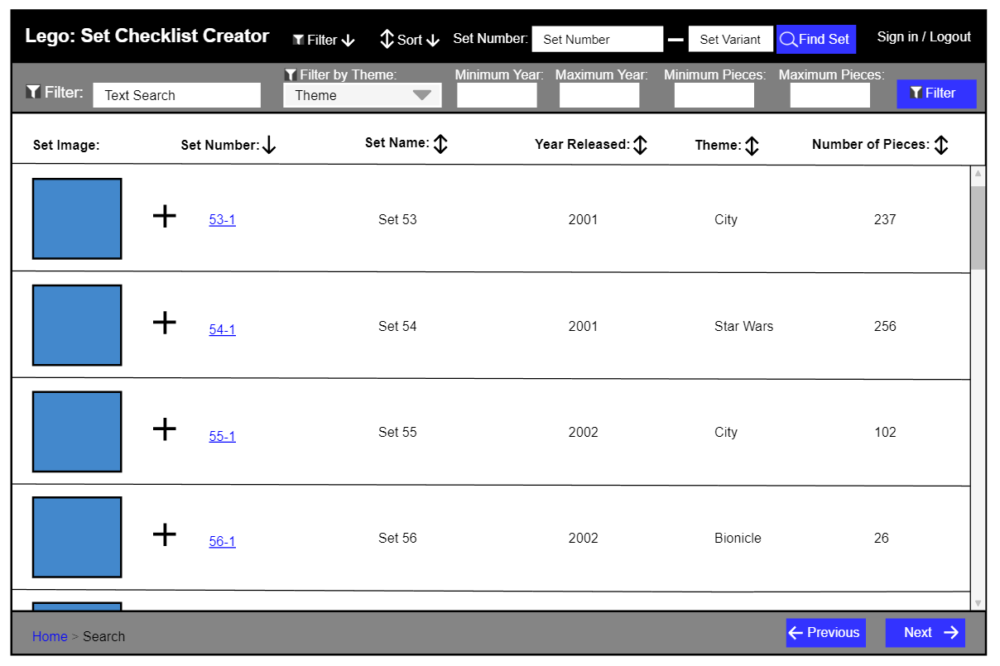 Lego: Set Checklist Creator Filter Sort Set Number: Set Number Set Variant Find Set Sign in / Logout
Filter: Text Search Filter by Theme: Theme Minimum Year: Maximum Year: Minimum Pieces: Maximum Pieces: Filter
Set Image: Set Number: Set Name: Year Released: Theme: Number of Pieces:
53-1 Set 53 2001 City 237
54-1 Set 54 2001 Star Wars 256
55-1 Set 55 2002 City 102
56-1 Set 56 2002 Bionicle 26
Home > Search Previous Next